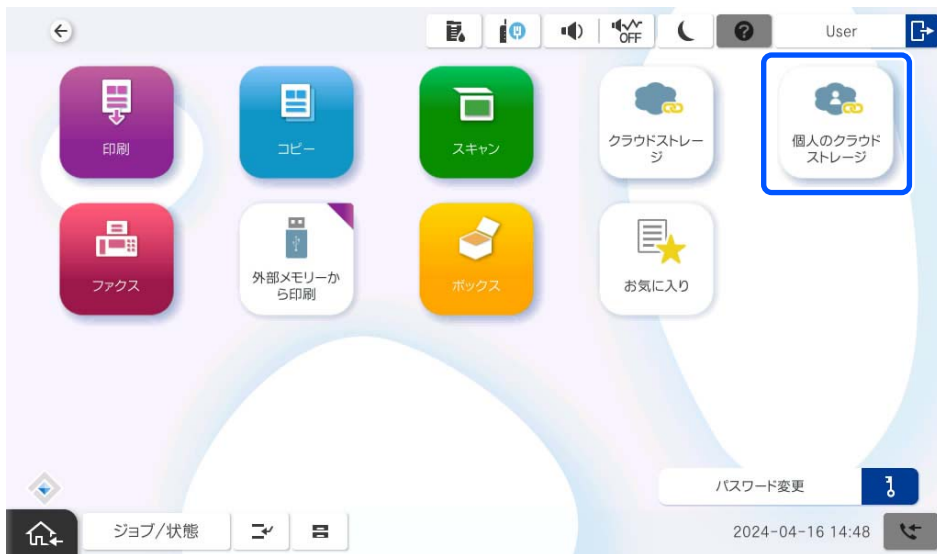 OFF
User
印刷
コピー
スキャン
クラウドストレー
ジ
個人のクラウド
ストレージ
ファクス
外部メモリーか
ら印刷
ボックス
お気に入り
パスワード変更
ジョブ/状態
2024-04-16 14:48